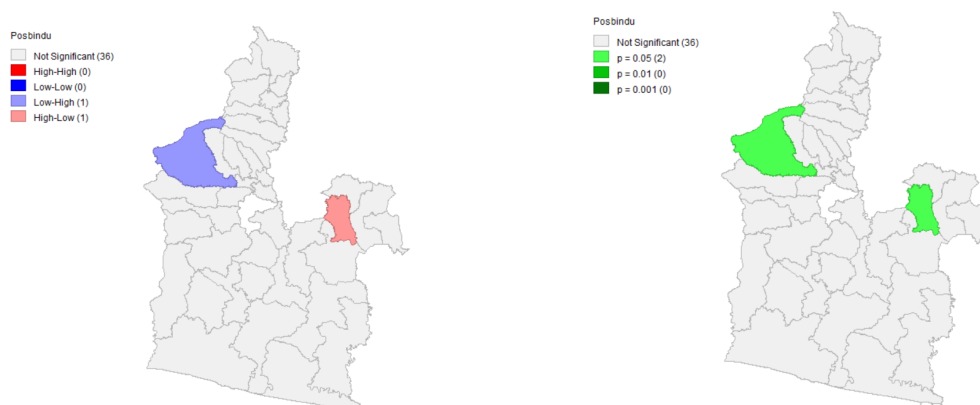 Posbindu
Not Significant (36)
High-High (0)
Low-Low (0)
Low-High (1)
High-Low (1)
Posbindu
Not Significant (36)
p = 0.05 (2)
p = 0.01 (0)
p = 0.001 (0)